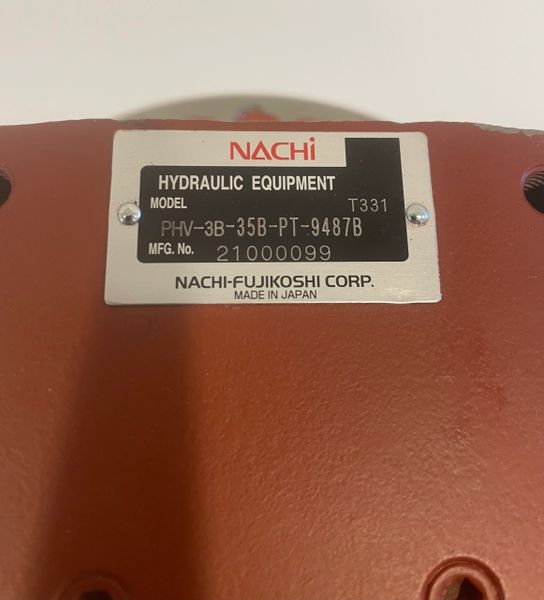 NACHi
HYDRAULIC EQUIPMENT
MODEL T331
PHV-3B-35B-PT-9487B
MFG. No. 21000099
NACHI-FUJIKOSHI CORP.
MADE IN JAPAN